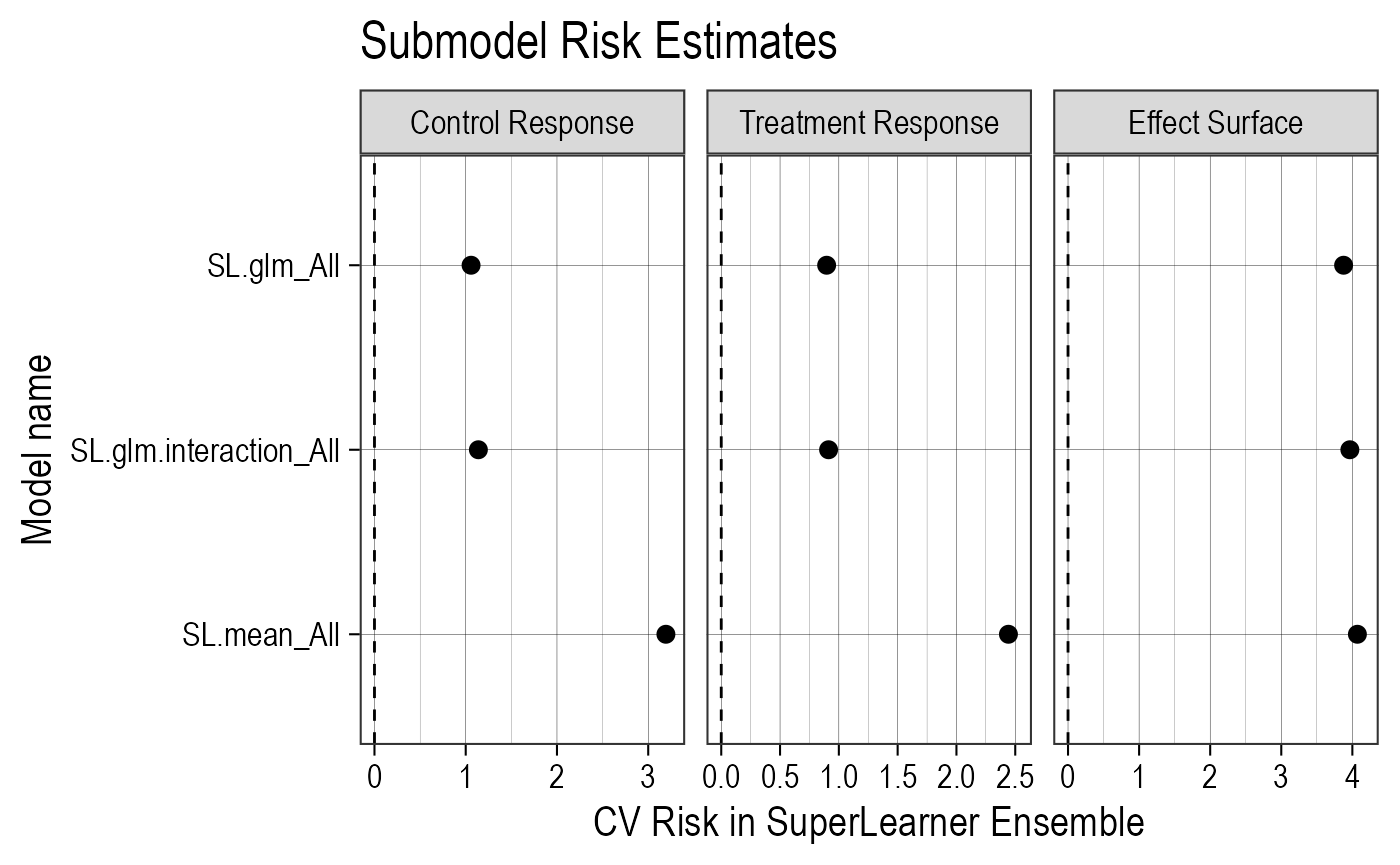 Submodel Risk Estimates
Control Response Treatment Response Effect Surface
Model name
SL.glm_All
SL.glm.interaction_All
SL.mean_All
0 1 2 3 0.0 0.5 1.0 1.5 2.0 2.5 0 1 2 3 4
CV Risk in SuperLearner Ensemble